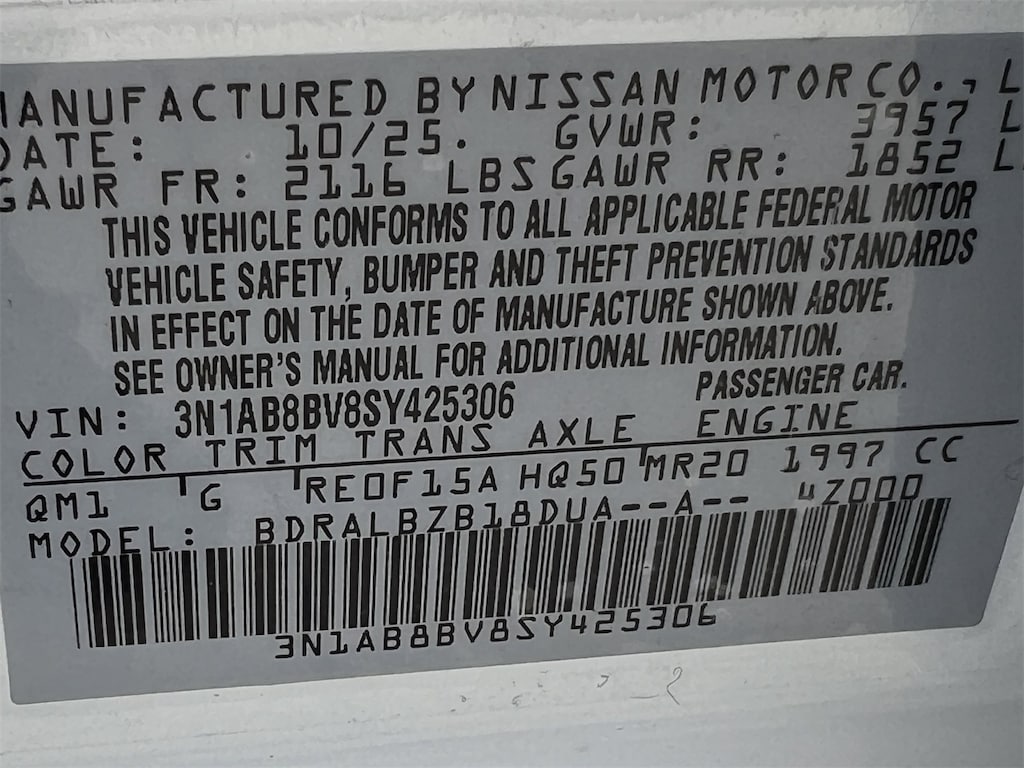 MANUFACTURED BY NISSAN MOTOR CO., L
DATE: 10/25. GVWR: 3957 L
GAWR FR: 2116 LBS GAWR RR: 1852 L
THIS VEHICLE CONFORMS TO ALL APPLICABLE FEDERAL MOTOR
VEHICLE SAFETY, BUMPER AND THEFT PREVENTION STANDARDS
IN EFFECT ON THE DATE OF MANUFACTURE SHOWN ABOVE.
SEE OWNER'S MANUAL FOR ADDITIONAL INFORMATION.
VIN: 3N1AB8BV8SY425306 PASSENGER CAR.
COLOR TRIM TRANS AXLE ENGINE
QM1 G RE0F15A HQ50 MR20 1997 CC
MODEL: BDRALBZB18DUA--A-- 4Z000
3N1AB8BV8SY425306